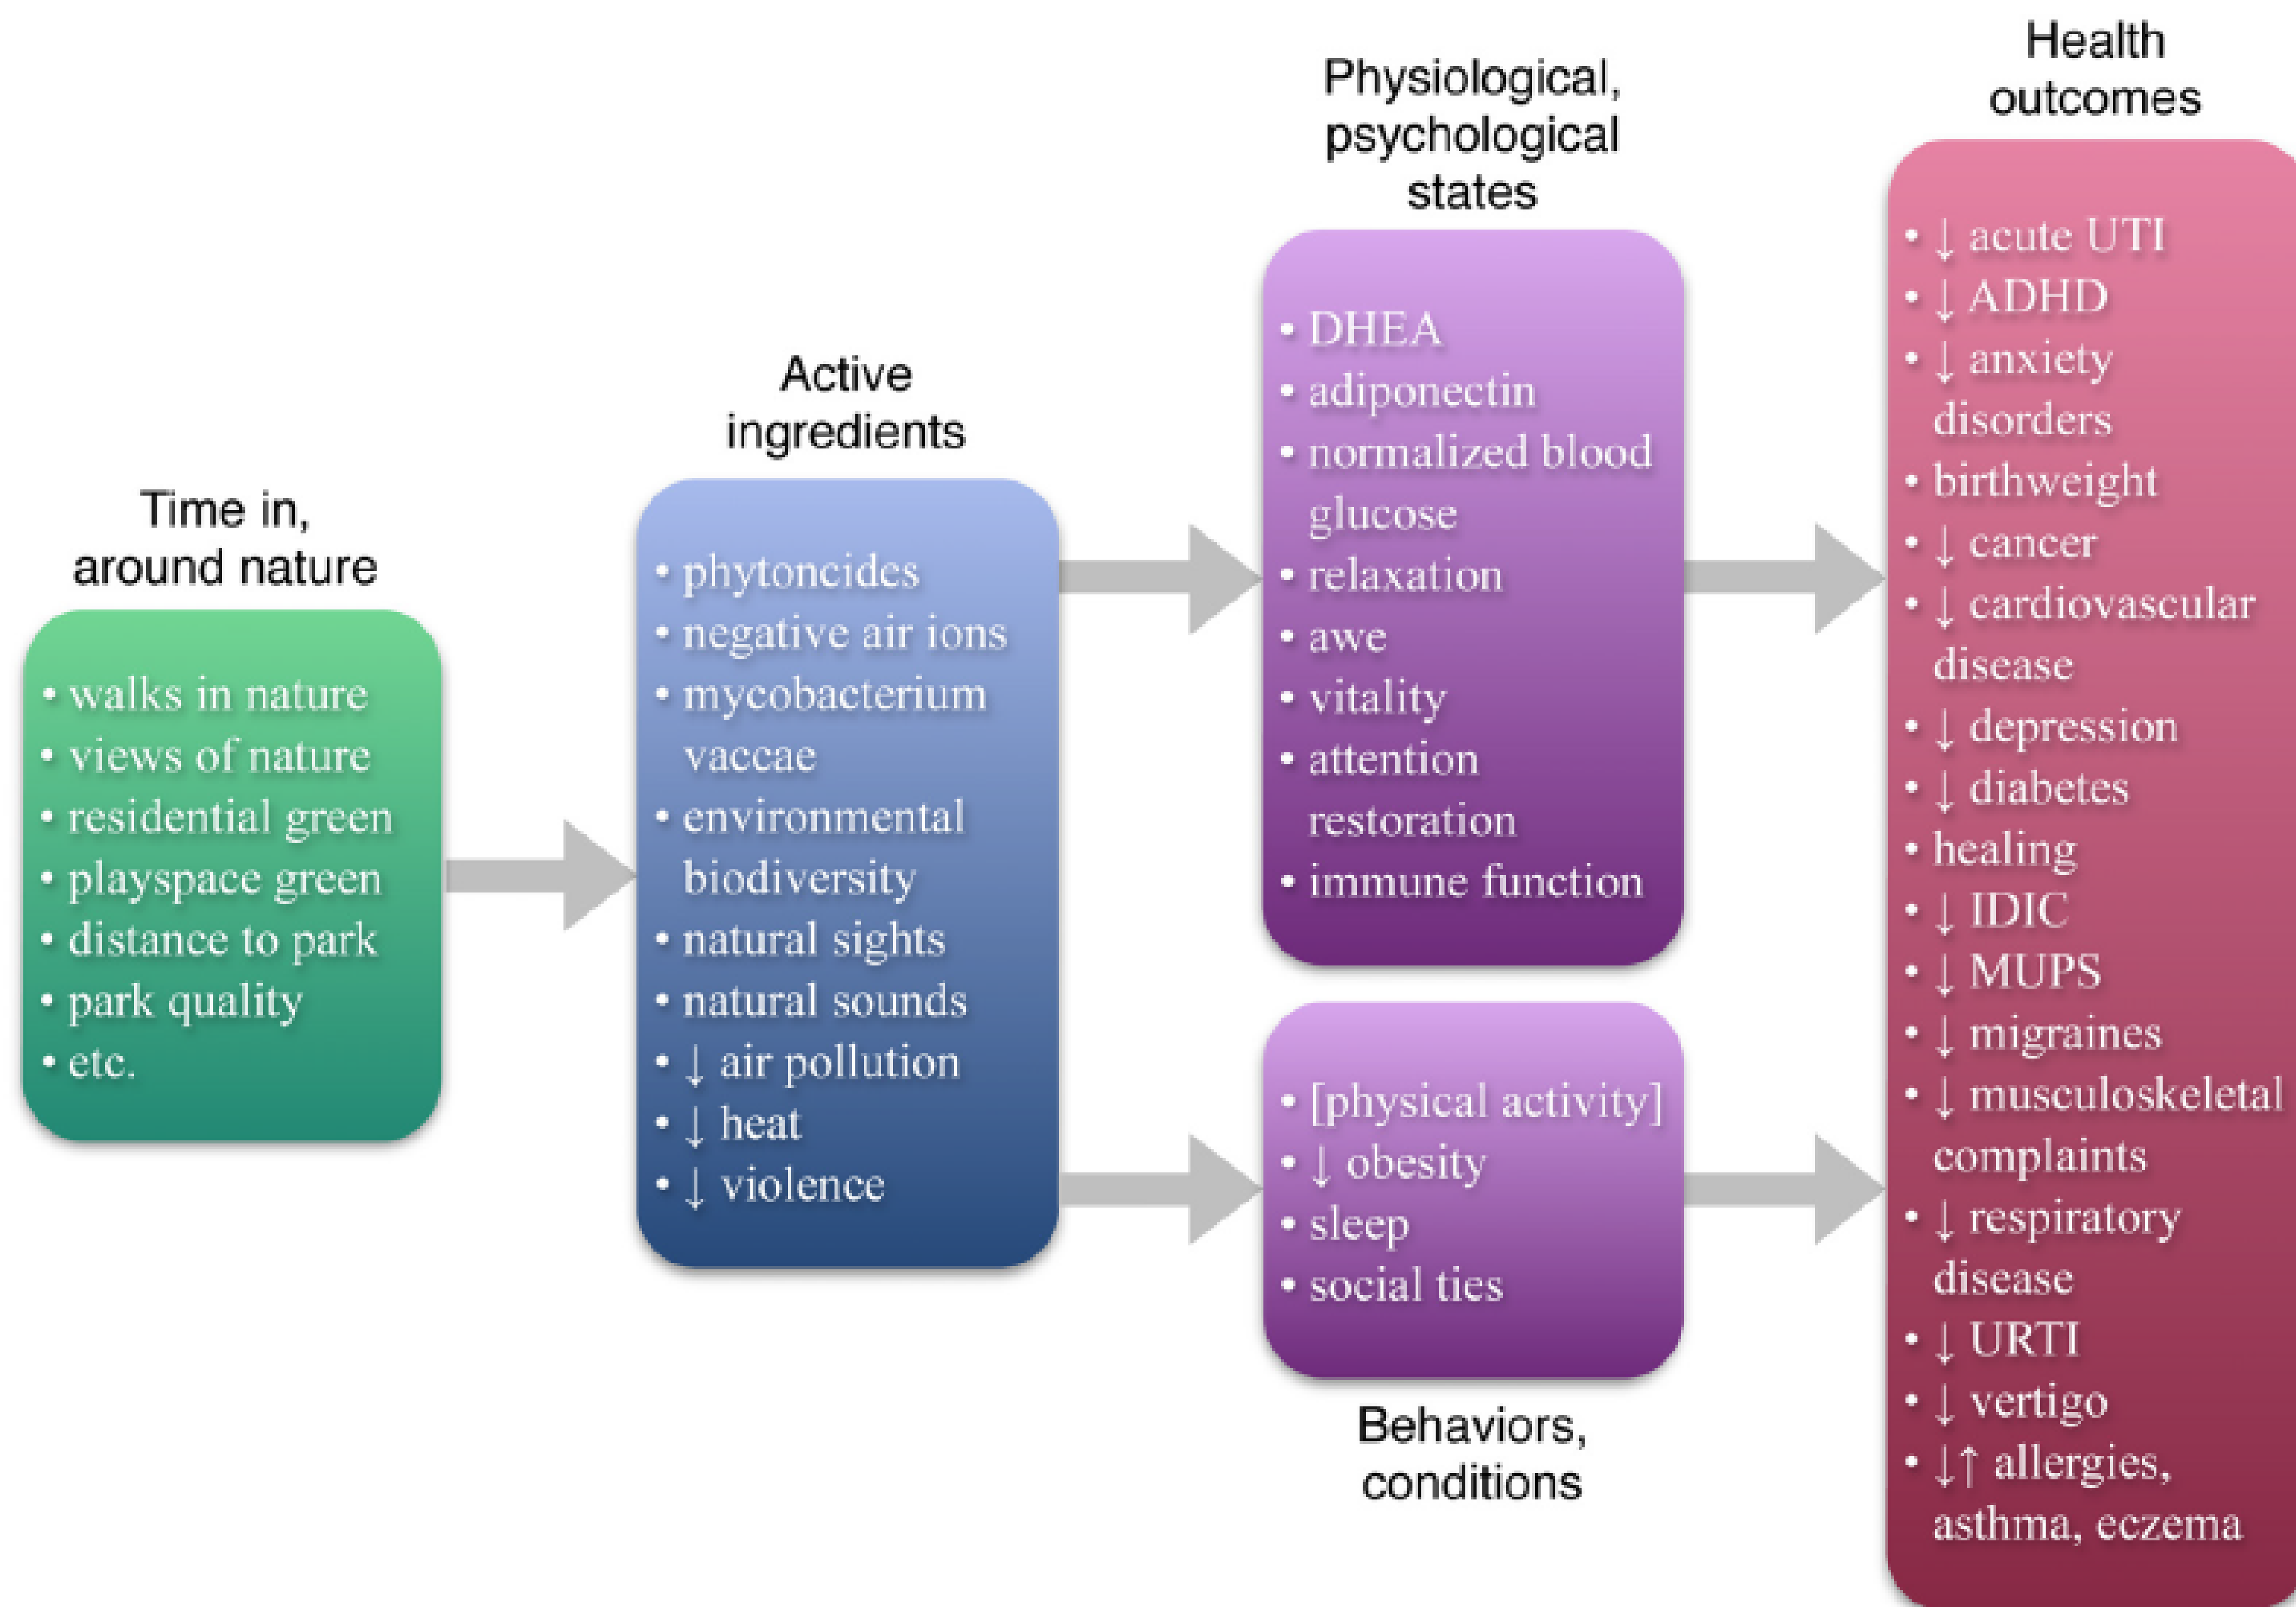 Time in,
around nature
• walks in nature
• views of nature
• residential green
• playspace green
• distance to park
• park quality
• etc.
Active
ingredients
• phytoncides
• negative air ions
• mycobacterium
vaccae
• environmental
biodiversity
• natural sights
• natural sounds
• ↓ air pollution
• ↓ heat
• ↓ violence
Physiological,
psychological
states
• DHEA
• adiponectin
• normalized blood
glucose
• relaxation
• awe
• vitality
• attention
restoration
• immune function
• [physical activity]
• ↓ obesity
• sleep
• social ties
Behaviors,
conditions
Health
outcomes
• ↓ acute UTI
• ↓ ADHD
• ↓ anxiety
disorders
• birthweight
• ↓ cancer
• ↓ cardiovascular
disease
• ↓ depression
• ↓ diabetes
• healing
• ↓ IDIC
• ↓ MUPS
• ↓ migraines
• ↓ musculoskeletal
complaints
• ↓ respiratory
disease
• ↓ URTI
• ↓ vertigo
• ↓↑ allergies,
asthma, eczema